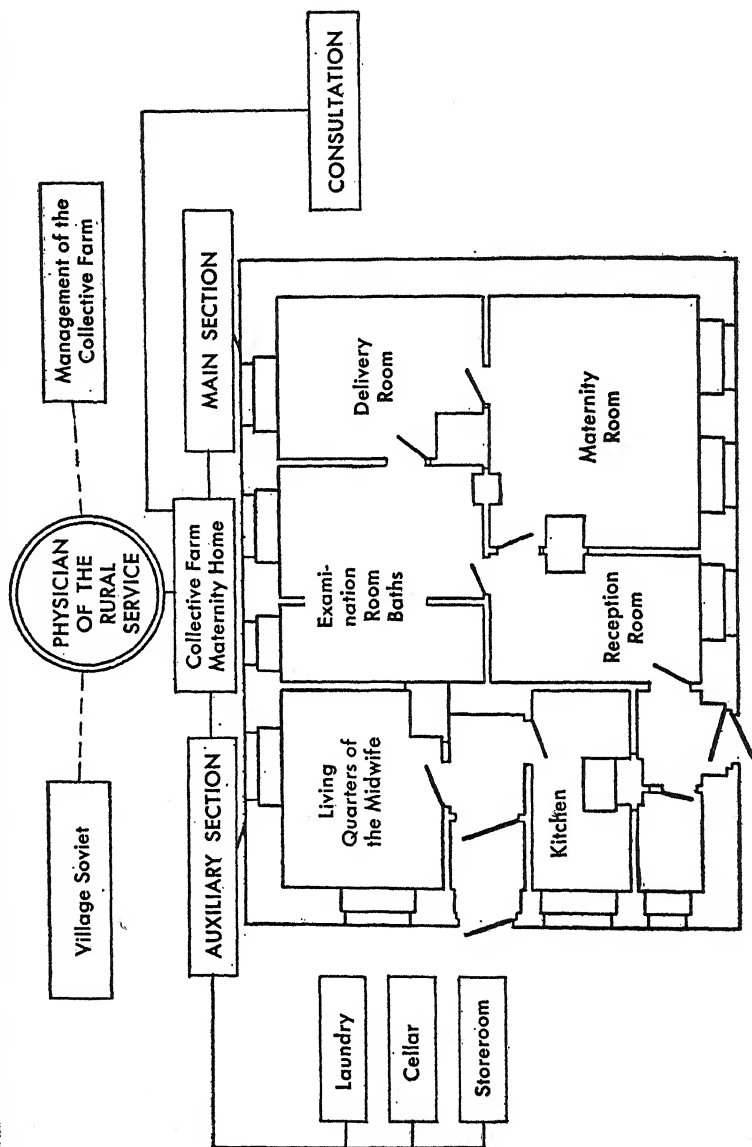 PHYSICIAN
OF THE
RURAL
SERVICE
Village Soviet
Management of the
Collective Farm
Collective Farm
Maternity Home
AUXILIARY SECTION
MAIN SECTION
CONSULTATION
Laundry
Cellar
Storeroom
Living
Quarters of
the Midwife
Exami-
nation
Room
Baths
Delivery
Room
Kitchen
Reception
Room
Maternity
Room